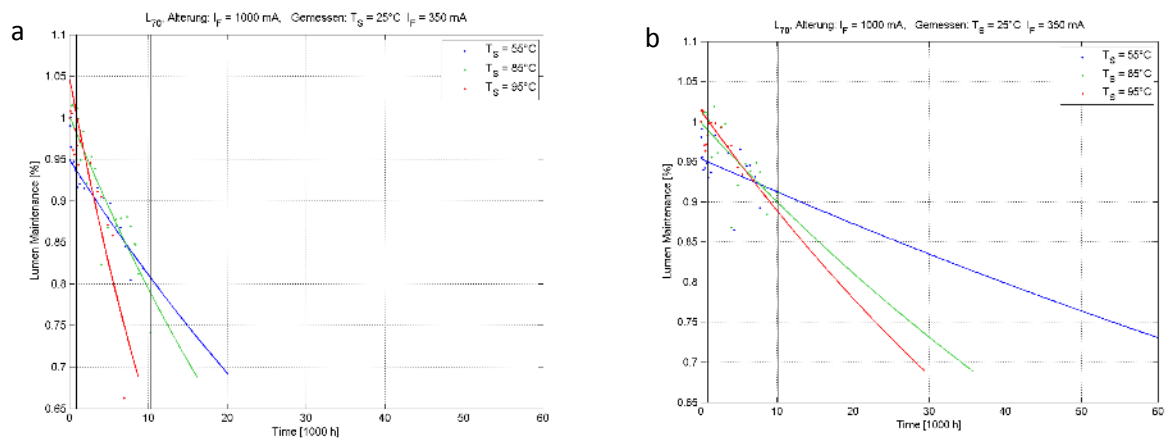 a
L70, Alterung: IF = 1000 mA, Gemessen: TS = 25°C IF = 350 mA
Lumen Maintenance [%]
1.1
1.05
1
0.95
0.9
0.85
0.8
0.75
0.7
0.65
0 10 20 30 40 50 60
Time [1000 h]
TS = 55°C
TS = 85°C
TS = 95°C
b
L70, Alterung: IF = 1000 mA, Gemessen: TS = 25°C IF = 350 mA
Lumen Maintenance [%]
1.1
1.05
1
0.95
0.9
0.85
0.8
0.75
0.7
0.65
0 10 20 30 40 50 60
Time [1000 h]
TS = 55°C
TS = 85°C
TS = 95°C